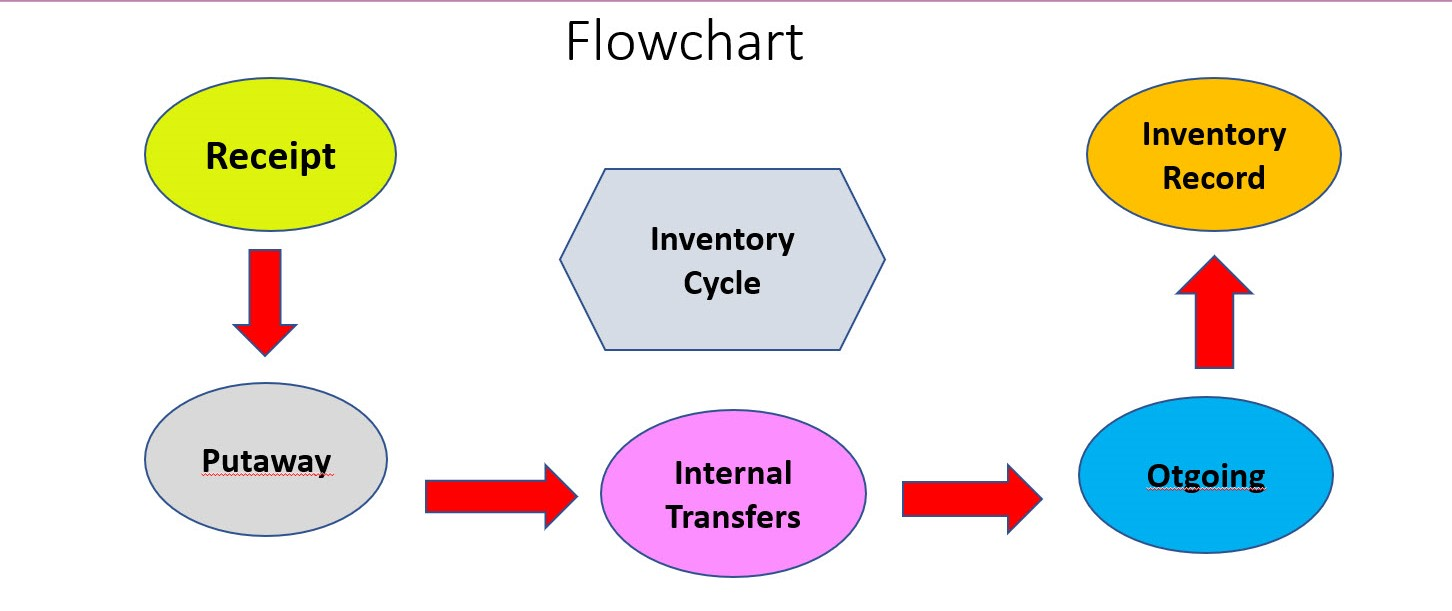 Flowchart
Receipt
Inventory
Record
Inventory
Cycle
Putaway
Internal
Transfers
Otgoing